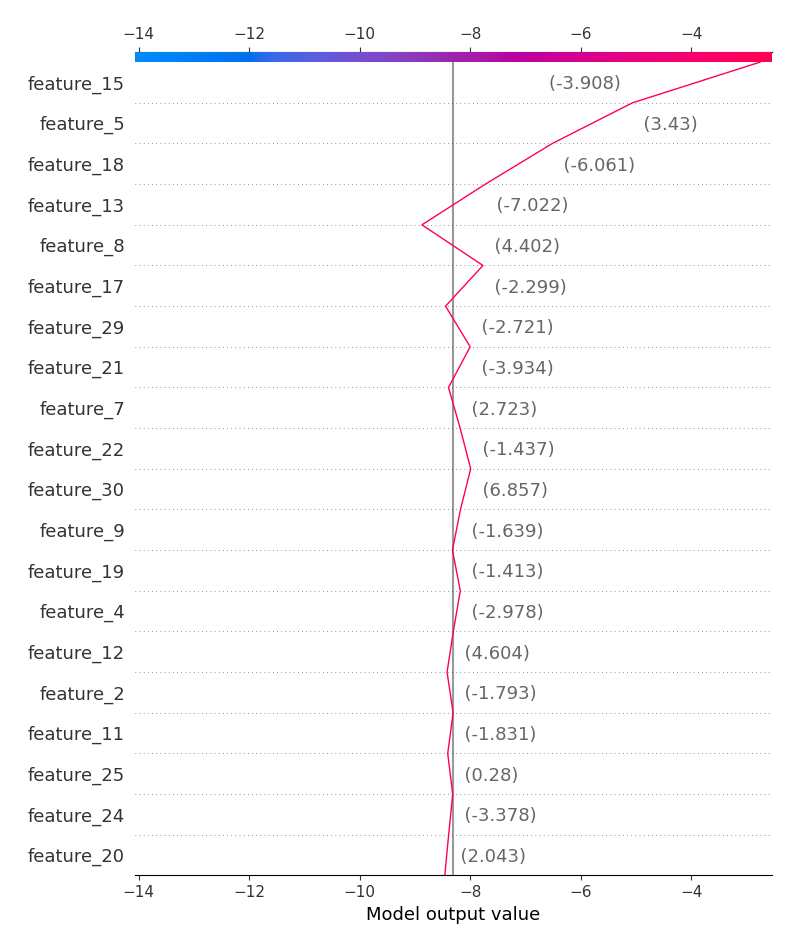 −14 −12 −10 −8 −6 −4
feature_15 (-3.908)
feature_5 (3.43)
feature_18 (-6.061)
feature_13 (-7.022)
feature_8 (4.402)
feature_17 (-2.299)
feature_29 (-2.721)
feature_21 (-3.934)
feature_7 (2.723)
feature_22 (-1.437)
feature_30 (6.857)
feature_9 (-1.639)
feature_19 (-1.413)
feature_4 (-2.978)
feature_12 (4.604)
feature_2 (-1.793)
feature_11 (-1.831)
feature_25 (0.28)
feature_24 (-3.378)
feature_20 (2.043)
−14 −12 −10 −8 −6 −4
Model output value